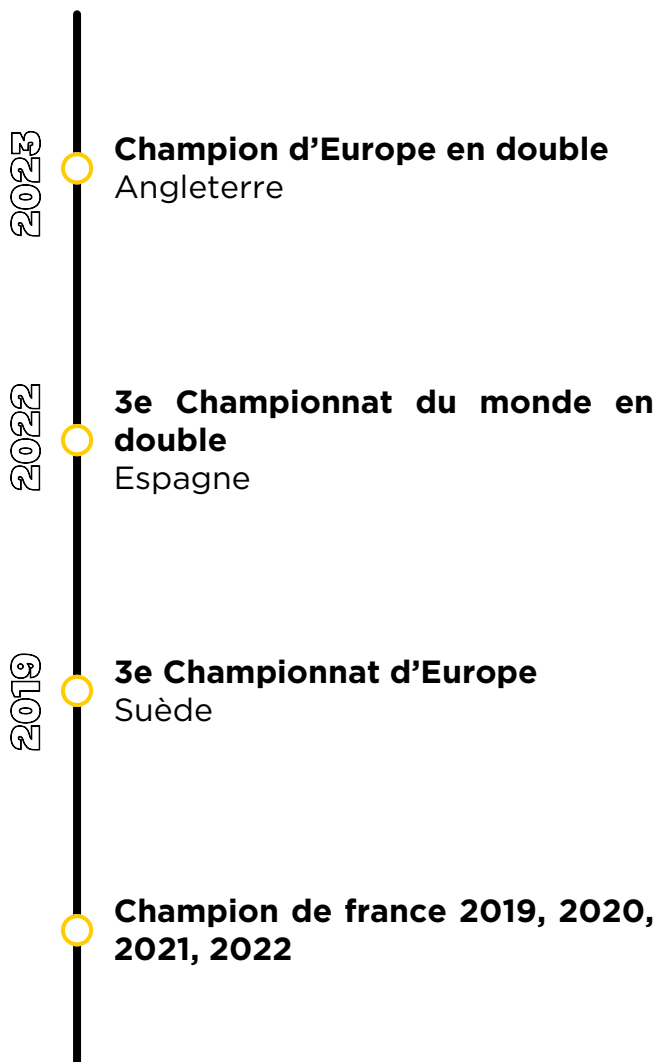 2023
Champion d’Europe en double
Angleterre
2022
3e Championnat du monde en
double
Espagne
2019
3e Championnat d’Europe
Suède
Champion de france 2019, 2020,
2021, 2022